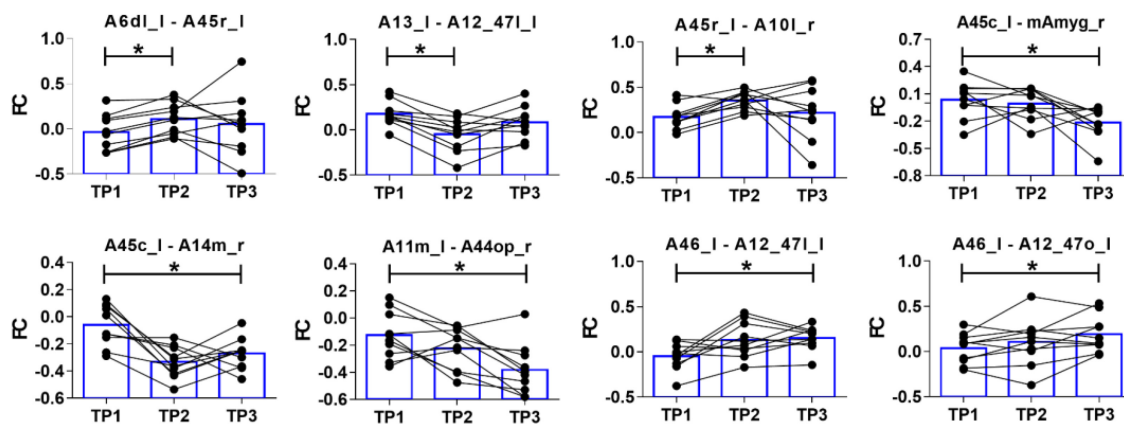 A6dl_l - A45r_l
*
FC
1.0
0.5
0.0
-0.5
TP1 TP2 TP3
A13_l - A12_47l_l
*
FC
1.0
0.5
0.0
-0.5
TP1 TP2 TP3
A45r_l - A10l_r
*
FC
1.0
0.5
0.0
-0.5
TP1 TP2 TP3
A45c_l - mAmyg_r
*
FC
0.7
0.4
0.1
-0.2
-0.5
-0.8
TP1 TP2 TP3
A45c_l - A14m_r
*
FC
0.4
0.2
0.0
-0.2
-0.4
-0.6
TP1 TP2 TP3
A11m_l - A44op_r
*
FC
0.4
0.2
0.0
-0.2
-0.4
-0.6
TP1 TP2 TP3
A46_l - A12_47l_l
*
FC
1.0
0.5
0.0
-0.5
TP1 TP2 TP3
A46_l - A12_47o_l
*
FC
1.0
0.5
0.0
-0.5
TP1 TP2 TP3